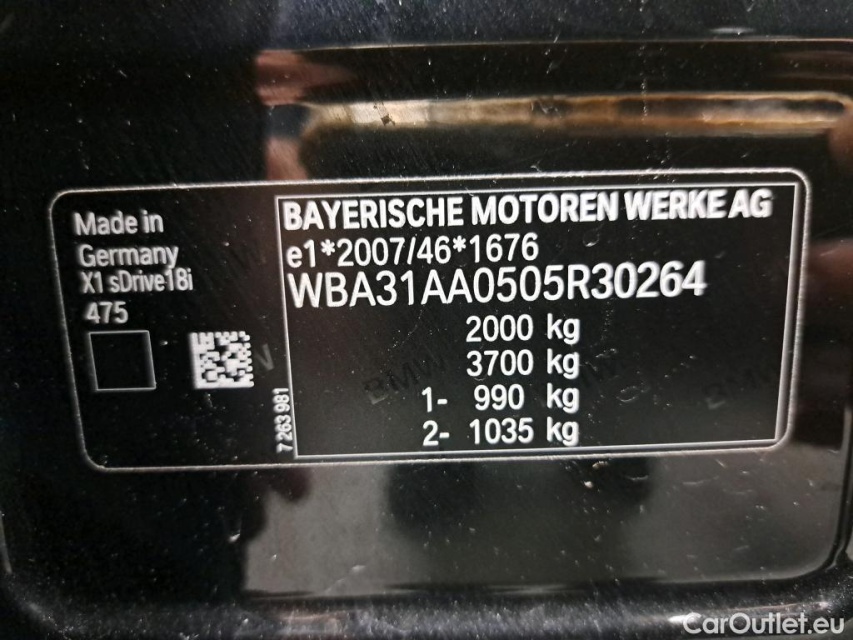 Made in
Germany
X1 sDrive18i
475
BAYERISCHE MOTOREN WERKE AG
e1*2007/46*1676
WBA31AA0505R30264
2000 kg
3700 kg
1- 990 kg
2- 1035 kg
7 263 981
BMW
CarOutlet.eu